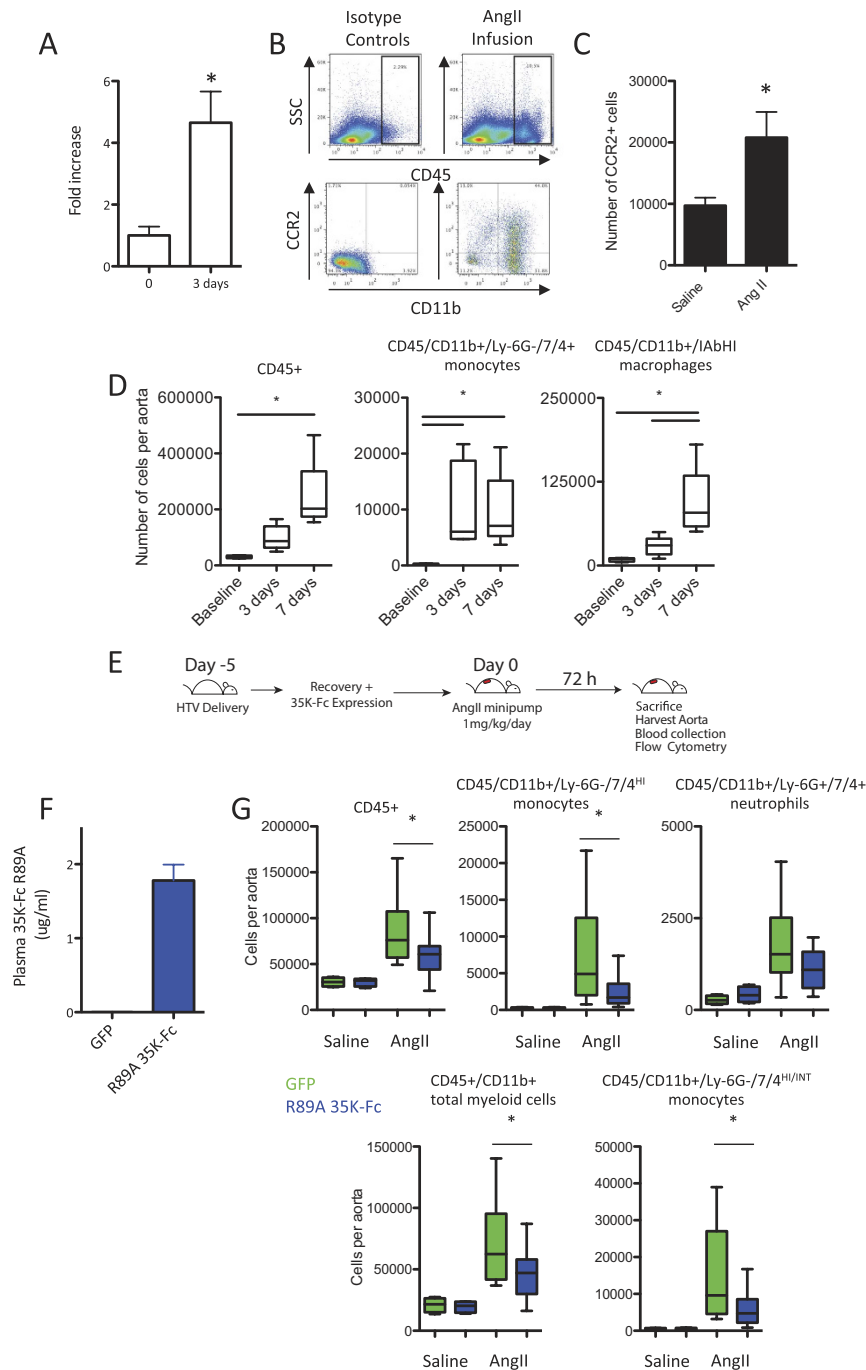 A
Fold increase
6
4
2
0
*
0
3 days
B
Isotype
Controls
AngII
Infusion
SSC
2.29%
CD45
CCR2
CD11b
C
Number of CCR2+ cells
30000
20000
10000
0
*
Saline
Ang II
D
Number of cels per aorta
CD45+
600000
400000
200000
0
*
Baseline
3 days
7 days
CD45/CD11b+/Ly-6G-/7/4+
monocytes
30000
20000
10000
0
*
Baseline
3 days
7 days
CD45/CD11b+/IAbHI
macrophages
250000
125000
0
*
Baseline
3 days
7 days
E
Day -5
HTV Delivery
Recovery +
35K-Fc Expression
Day 0
AngII minipump
1mg/kg/day
72 h
Sacrifice
Harvest Aorta
Blood collection
Flow Cytometry
F
Plasma 35K-Fc R89A
(ug/ml)
2
1
0
GFP
R89A 35K-Fc
G
Cells per aorta
CD45+
*
200000
150000
100000
50000
0
Saline
AngII
CD45/CD11b+/Ly-6G-/7/4HI
monocytes
*
25000
20000
15000
10000
5000
0
Saline
AngII
CD45/CD11b+/Ly-6G+/7/4+
neutrophils
5000
2500
0
Saline
AngII
GFP
R89A 35K-Fc
CD45+/CD11b+
total myeloid cells
*
Cells per aorta
150000
100000
50000
0
Saline
AngII
CD45/CD11b+/Ly-6G-/7/4HI/INT
monocytes
*
50000
40000
30000
20000
10000
0
Saline
AngII